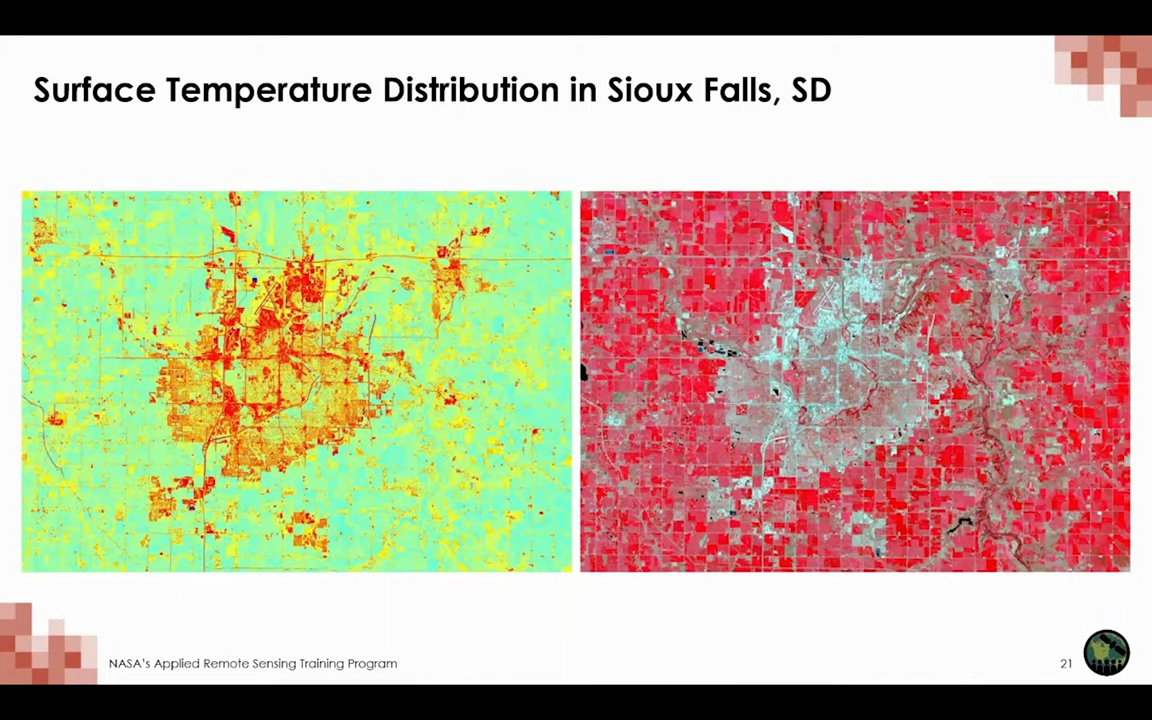 Surface Temperature Distribution in Sioux Falls, SD
NASA's Applied Remote Sensing Training Program
21